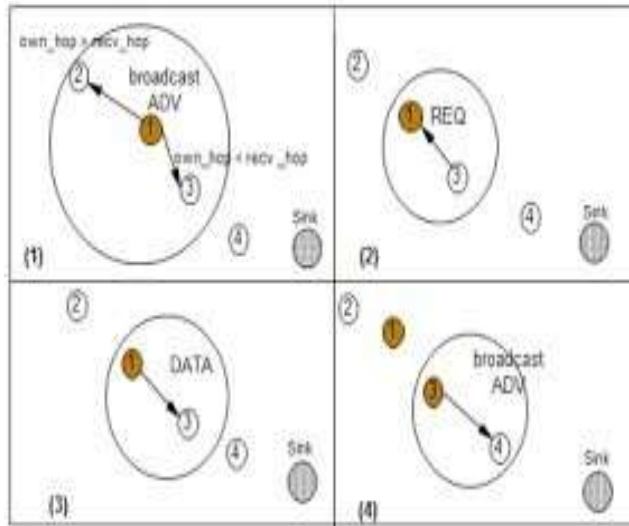 own_hop > recv_hop
2
broadcast
ADV
1
own_hop < recv_hop
3
4
Sink
(1)
2
1
REQ
3
4
Sink
(2)
2
1
DATA
3
4
Sink
(3)
2
1
broadcast
ADV
3
4
Sink
(4)